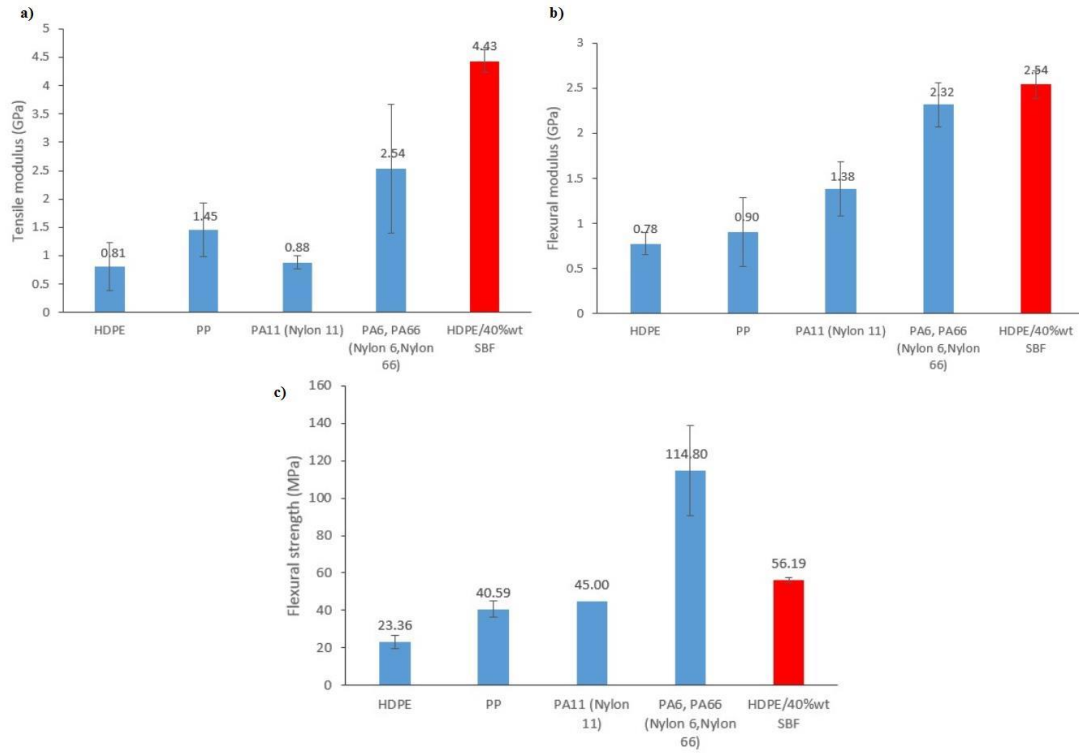 a)
Tensile modulus (GPa)
5
4.5
4
3.5
3
2.5
2
1.5
1
0.5
0
0.81
1.45
0.88
2.54
4.43
HDPE
PP
PA11 (Nylon 11)
PA6, PA66
(Nylon 6,Nylon
66)
HDPE/40%wt
SBF
b)
Flexural modulus (GPa)
3
2.5
2
1.5
1
0.5
0
0.78
0.90
1.38
2.32
2.54
HDPE
PP
PA11 (Nylon 11)
PA6, PA66
(Nylon 6,Nylon
66)
HDPE/40%wt
SBF
c)
Flexural strength (MPa)
160
140
120
100
80
60
40
20
0
23.36
40.59
45.00
114.80
56.19
HDPE
PP
PA11 (Nylon
11)
PA6, PA66
(Nylon 6,Nylon
66)
HDPE/40%wt
SBF